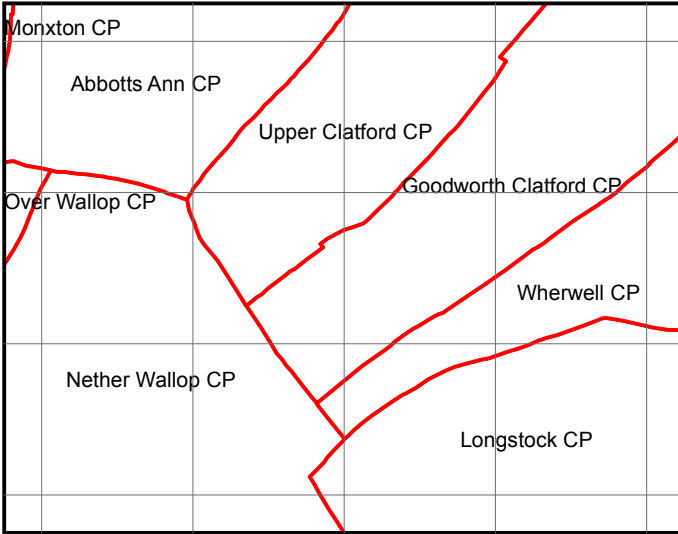 Monxton CP
Abbotts Ann CP
Upper Clatford CP
Goodworth Clatford CP
Over Wallop CP
Wherwell CP
Nether Wallop CP
Longstock CP